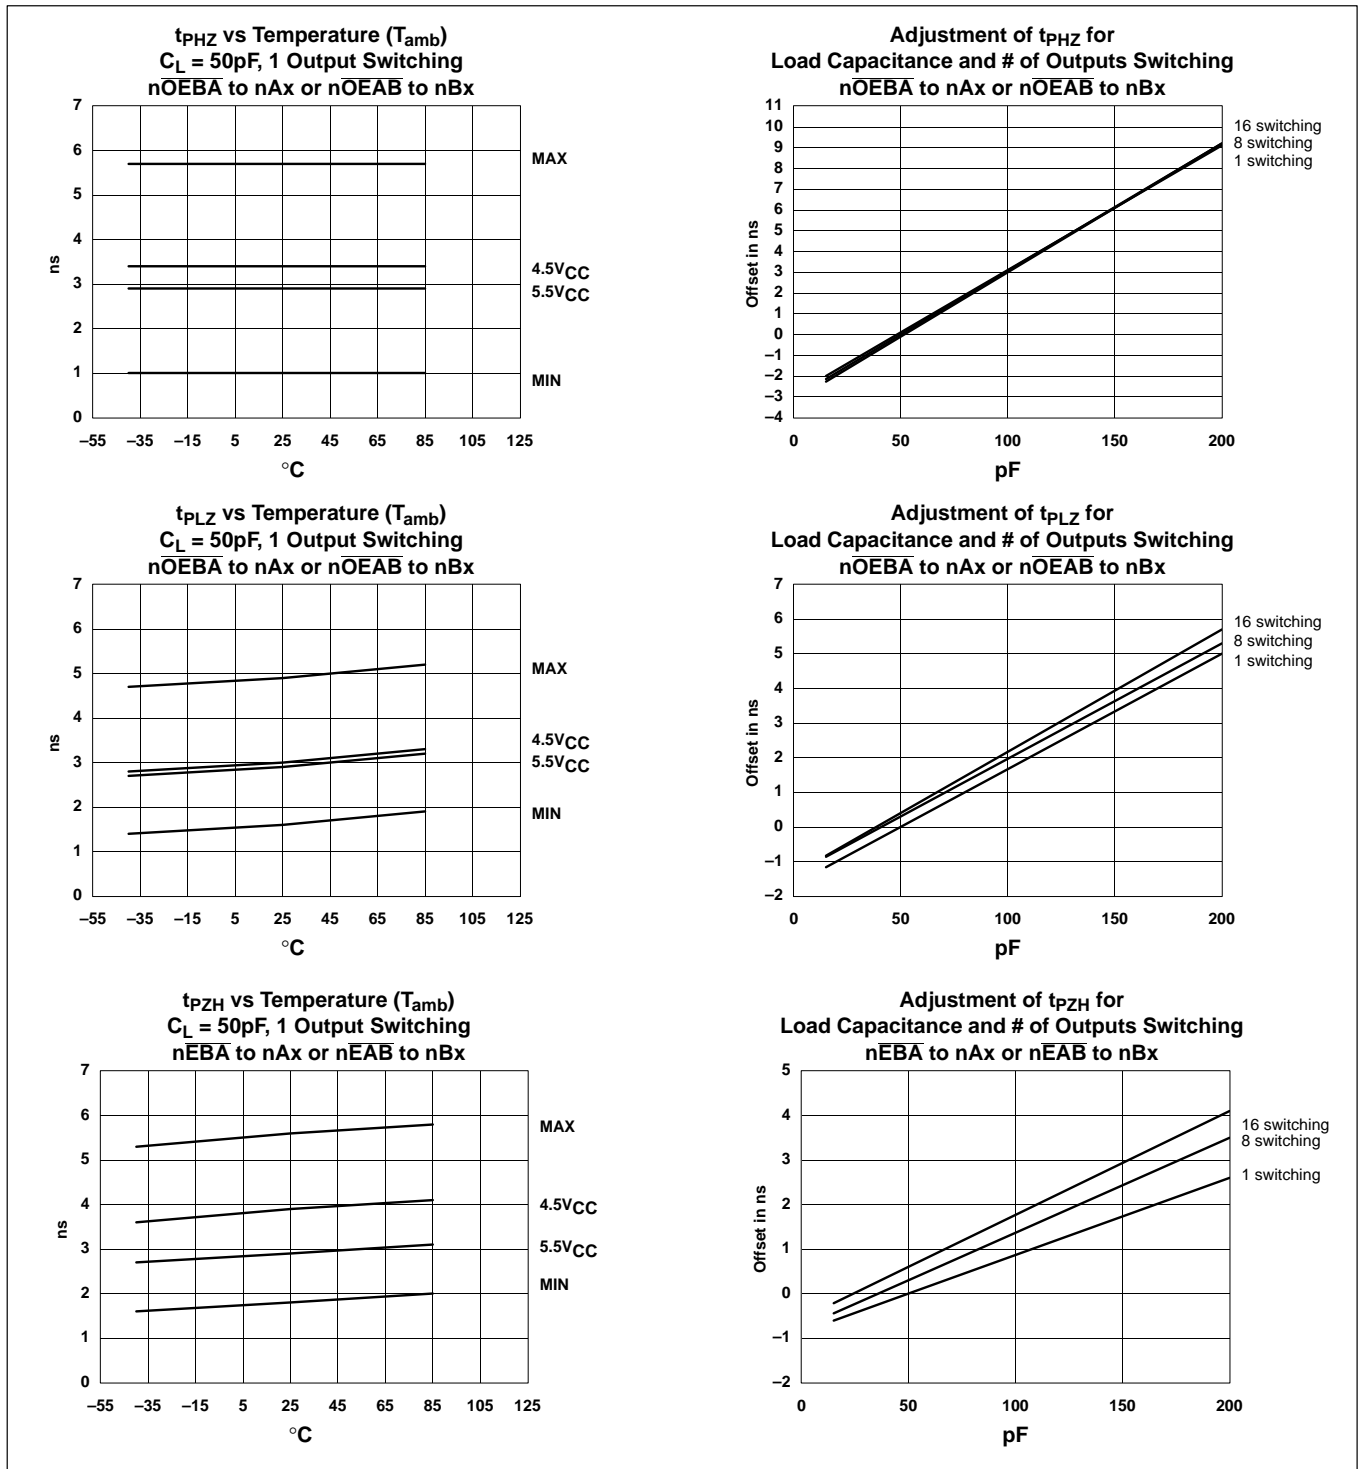 tPHZ vs Temperature (Tamb)
CL = 50pF, 1 Output Switching
nOEBA to nAx or nOEAB to nBx
7
6
5
4
3
2
1
0
ns
MAX
4.5VCC
5.5VCC
MIN
–55 –35 –15 5 25 45 65 85 105 125
°C
Adjustment of tPHZ for
Load Capacitance and # of Outputs Switching
nOEBA to nAx or nOEAB to nBx
11
10
9
8
7
6
5
4
3
2
1
0
–1
–2
–3
–4
Offset in ns
16 switching
8 switching
1 switching
0 50 100 150 200
pF
tPLZ vs Temperature (Tamb)
CL = 50pF, 1 Output Switching
nOEBA to nAx or nOEAB to nBx
7
6
5
4
3
2
1
0
ns
MAX
4.5VCC
5.5VCC
MIN
–55 –35 –15 5 25 45 65 85 105 125
°C
Adjustment of tPLZ for
Load Capacitance and # of Outputs Switching
nOEBA to nAx or nOEAB to nBx
7
6
5
4
3
2
1
0
–1
–2
Offset in ns
16 switching
8 switching
1 switching
0 50 100 150 200
pF
tPZH vs Temperature (Tamb)
CL = 50pF, 1 Output Switching
nEBA to nAx or nEAB to nBx
7
6
5
4
3
2
1
0
ns
MAX
4.5VCC
5.5VCC
MIN
–55 –35 –15 5 25 45 65 85 105 125
°C
Adjustment of tPZH for
Load Capacitance and # of Outputs Switching
nEBA to nAx or nEAB to nBx
5
4
3
2
1
0
–1
–2
Offset in ns
16 switching
8 switching
1 switching
0 50 100 150 200
pF